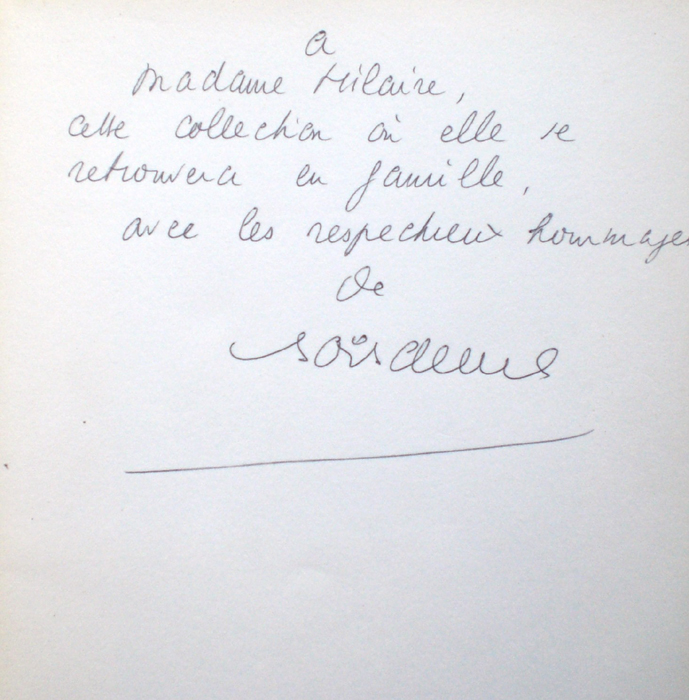 a
Madame Hilaire,
cette collection où elle se
retrouvera en famille,
avec les respectueux hommages
de